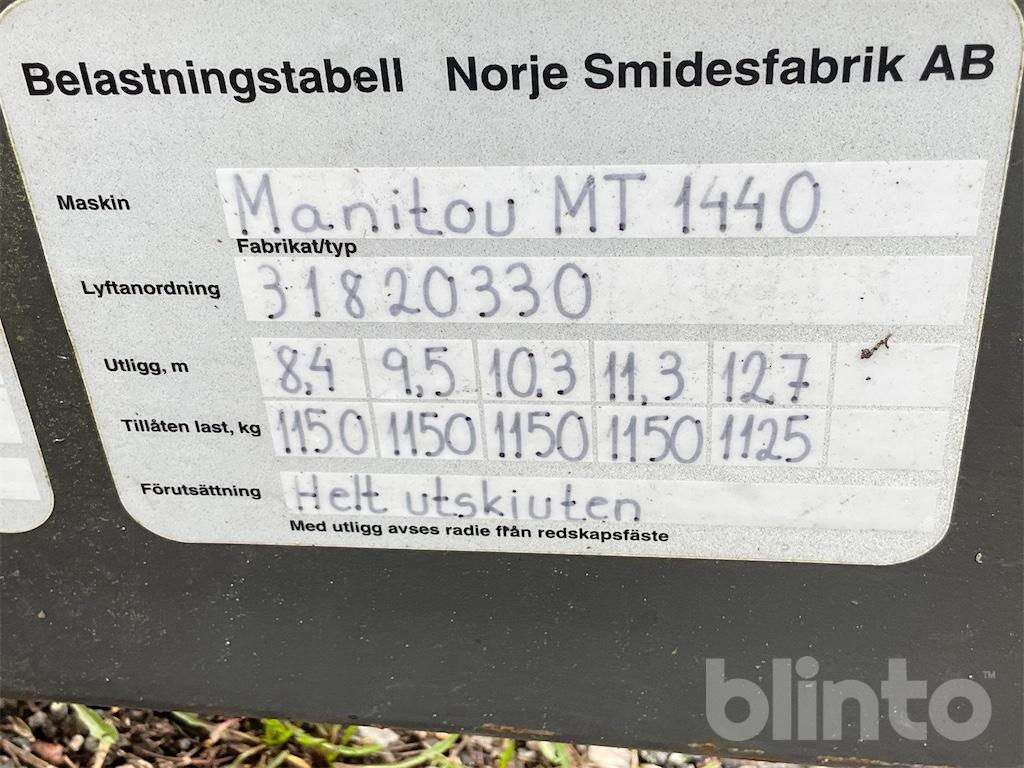 Belastningstabell Norje Smidesfabrik AB
Maskin Manitou MT 1440
Fabrikat/typ
Lyftanordning 31820330
Utligg, m 8,4 9,5 10.3 11,3 12,7
Tillåten last, kg 1150 1150 1150 1150 1125
Förutsättning Helt utskiuten
Med utligg avses radie från redskapsfäste
blinto™